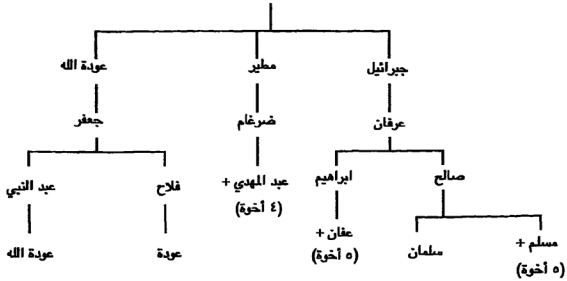 جبرائيل مطير عودة الله
عرفان ضرغام جعفر
صالح ابراهيم عبد المهدي + فلاح عبد النبي
(٤ أخوة)
مسلم + سلمان عفان + عودة عودة الله
(٥ أخوة) (٥ أخوة)